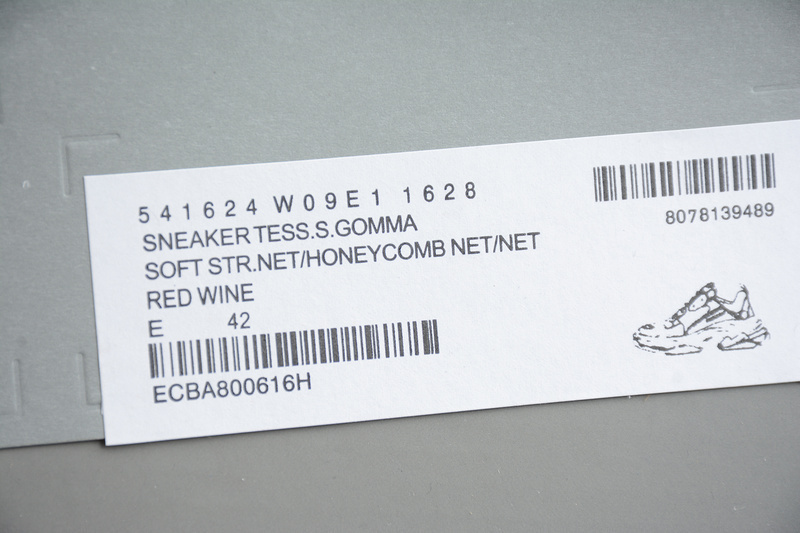 541624 W09E1 1628
SNEAKER TESS.S.GOMMA
SOFT STR.NET/HONEYCOMB NET/NET
RED WINE
E 42
ECBA800616H
8078139489